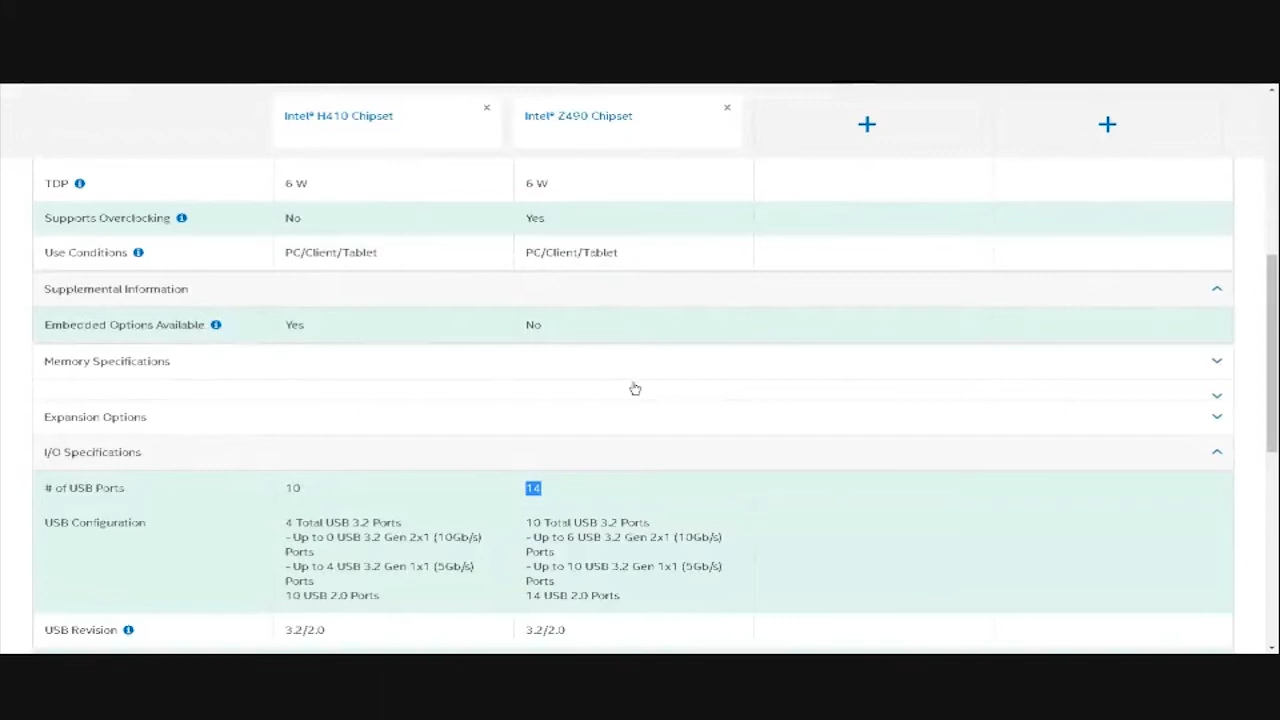 Intel® H410 Chipset × Intel® Z490 Chipset × + +
TDP 6 W 6 W
Supports Overclocking No Yes
Use Conditions PC/Client/Tablet PC/Client/Tablet
Supplemental Information
Embedded Options Available Yes No
Memory Specifications
Expansion Options
I/O Specifications
# of USB Ports 10 14
USB Configuration 4 Total USB 3.2 Ports 10 Total USB 3.2 Ports
- Up to 0 USB 3.2 Gen 2x1 (10Gb/s) - Up to 6 USB 3.2 Gen 2x1 (10Gb/s)
Ports Ports
- Up to 4 USB 3.2 Gen 1x1 (5Gb/s) - Up to 10 USB 3.2 Gen 1x1 (5Gb/s)
Ports Ports
10 USB 2.0 Ports 14 USB 2.0 Ports
USB Revision 3.2/2.0 3.2/2.0